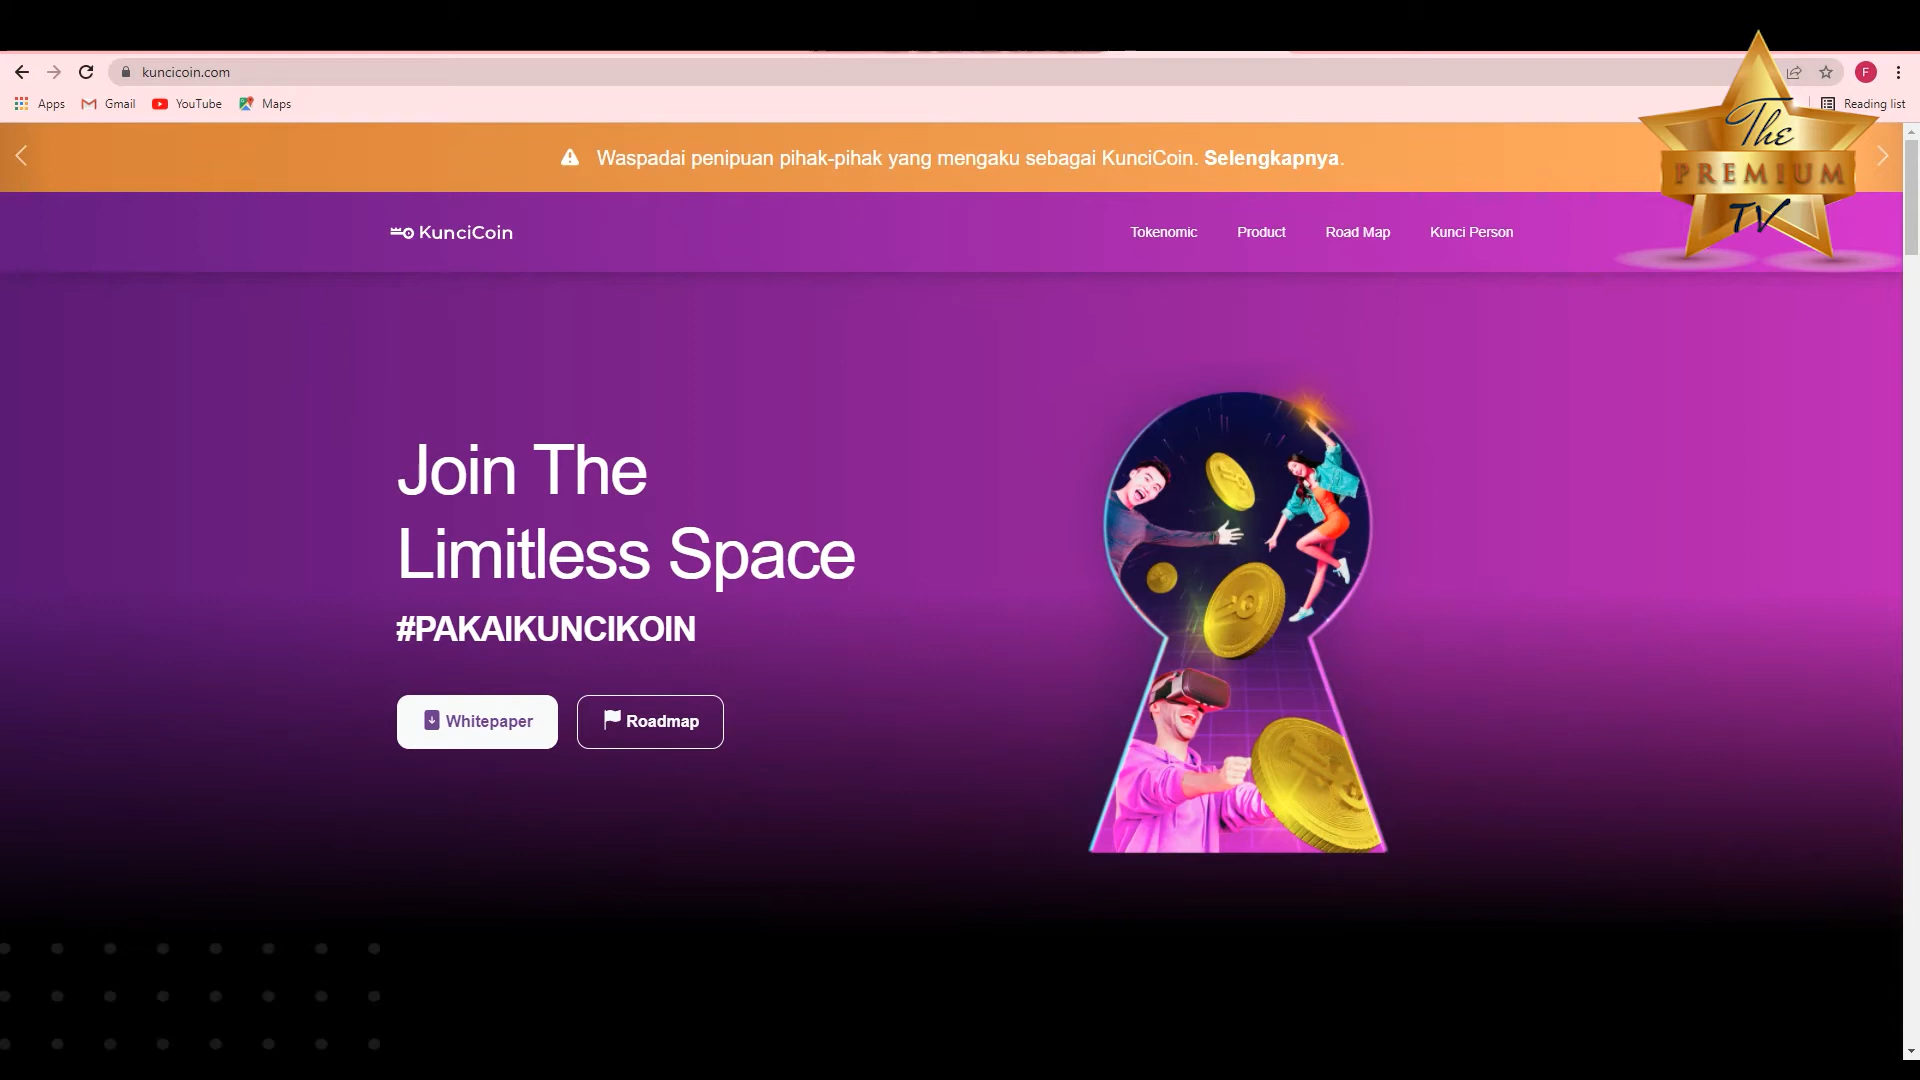 kuncicoin.com
F
Apps
Gmail
YouTube
Maps
Reading list
The
PREMIUM
TV
Waspadai penipuan pihak-pihak yang mengaku sebagai KunciCoin. Selengkapnya.
KunciCoin
Tokenomic
Product
Road Map
Kunci Person
Join The
Limitless Space
#PAKAIKUNCIKOIN
Whitepaper
Roadmap